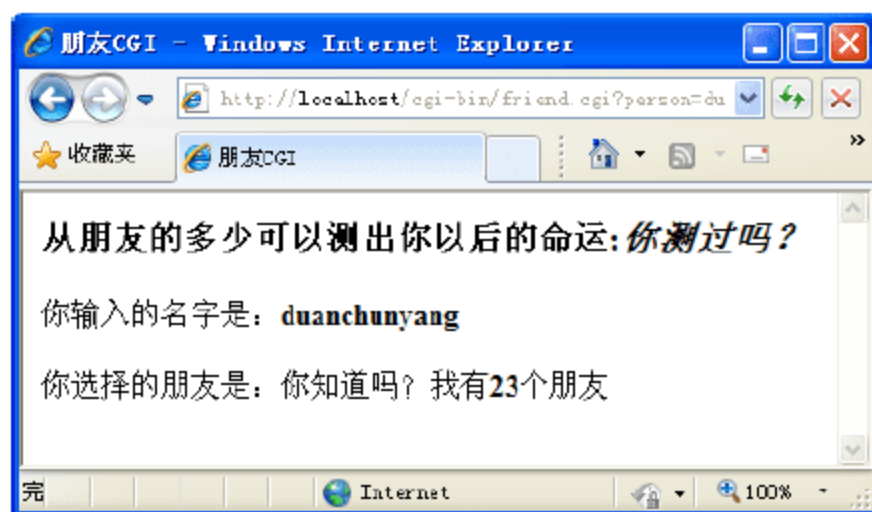 朋友CGI - Windows Internet Explorer
http://localhost/cgi-bin/friend.cgi?person=du
收藏夹
朋友CGI
»
从朋友的多少可以测出你以后的命运:你测过吗?
你输入的名字是:duanchunyang
你选择的朋友是:你知道吗?我有23个朋友
完
Internet
100%